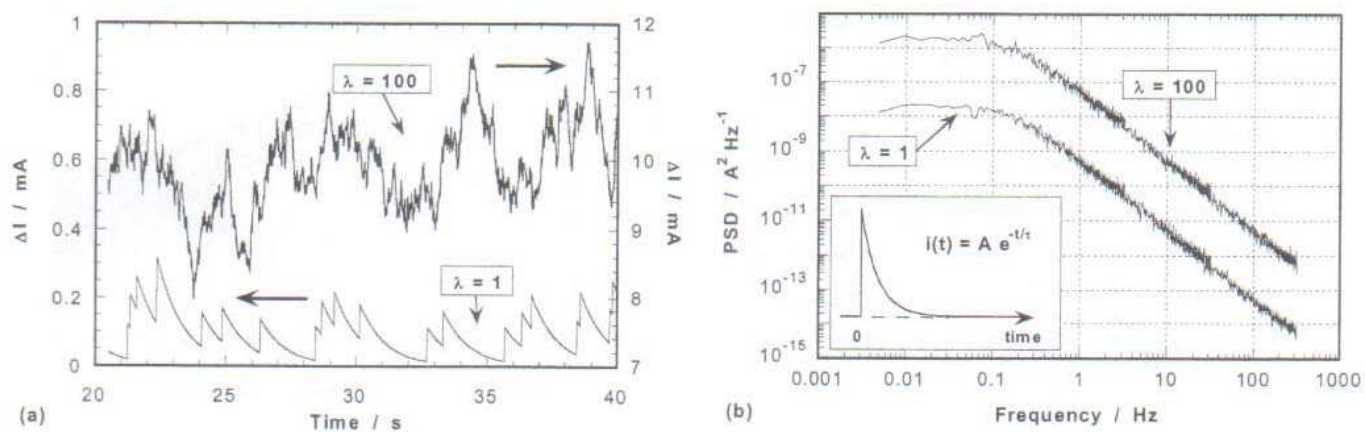 1
0.8
0.6
0.4
0.2
0
ΔI / mA
12
11
10
9
8
7
ΔI / mA
λ = 100
λ = 1
20
25
30
35
40
Time / s
(a)
10⁻⁷
10⁻⁹
10⁻¹¹
10⁻¹³
10⁻¹⁵
PSD / A² Hz⁻¹
λ = 100
λ = 1
i(t) = A e⁻ᵗ/τ
0
time
0.001
0.01
0.1
1
10
100
1000
Frequency / Hz
(b)